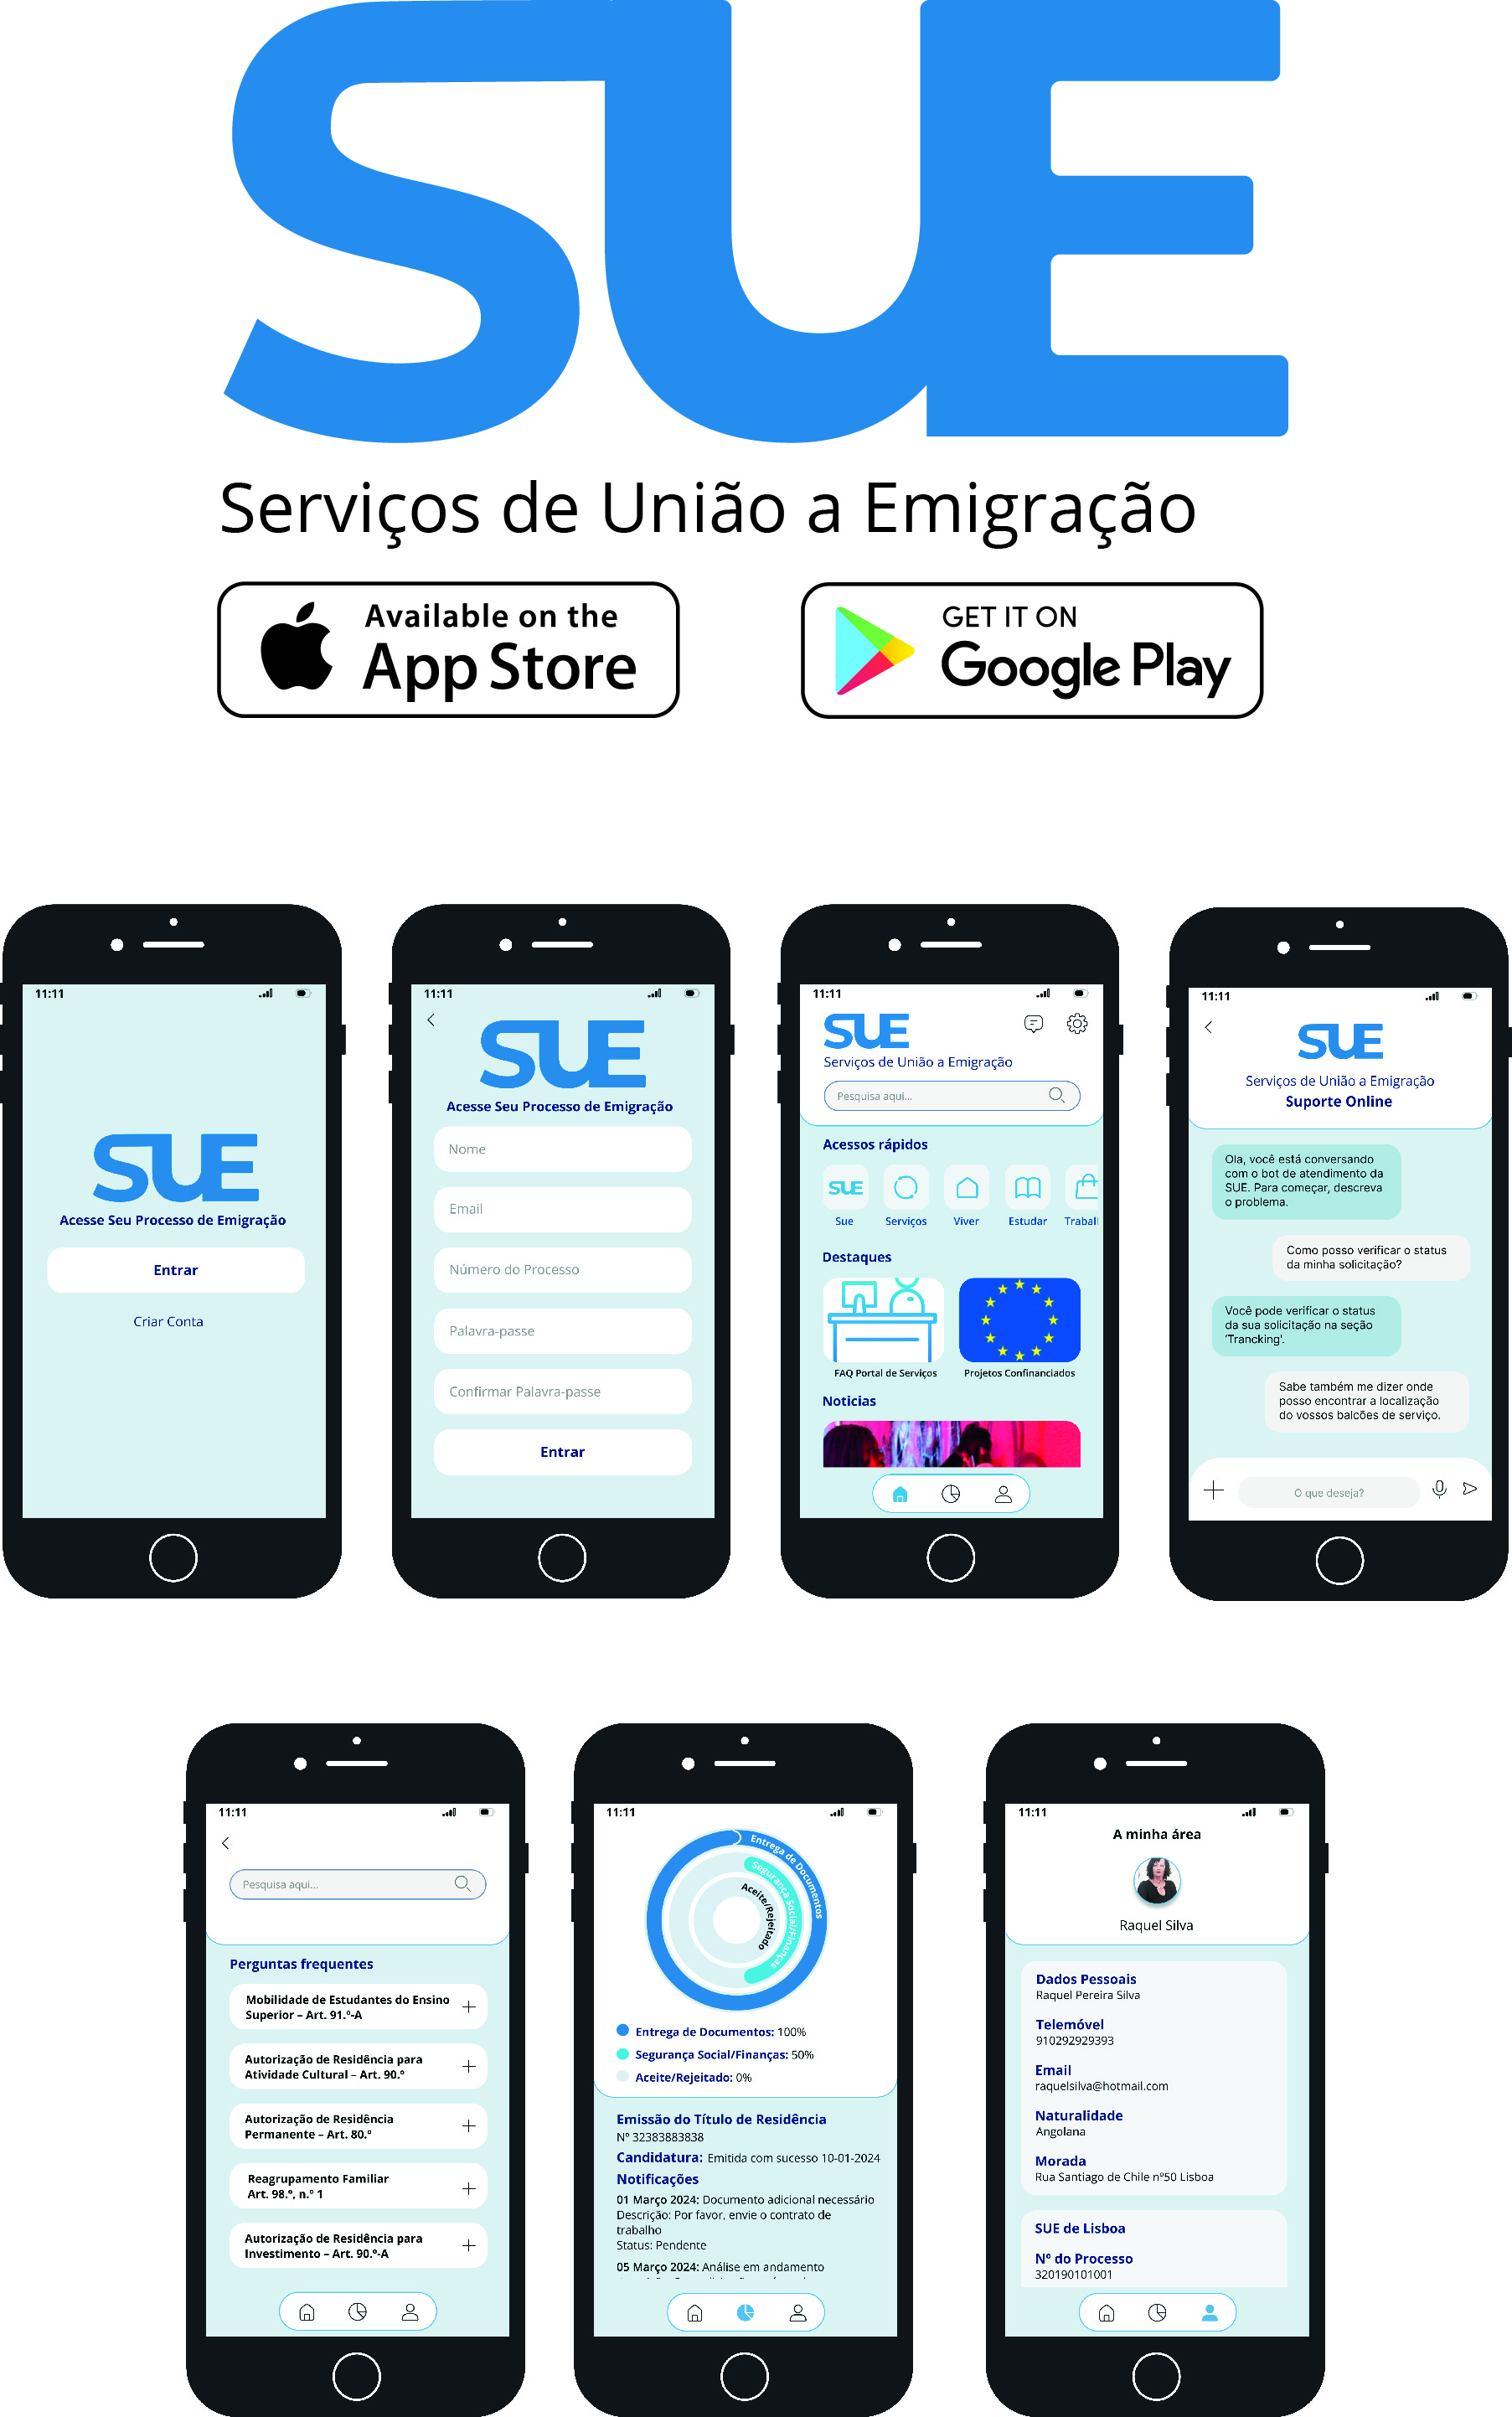 SUE
Serviços de União a Emigração
Available on the
App Store
GET IT ON
Google Play
11:11
SUE
Acesse Seu Processo de Emigração
Entrar
Criar Conta
11:11
SUE
Acesse Seu Processo de Emigração
Nome
Email
Número do Processo
Palavra-passe
Confirmar Palavra-passe
Entrar
11:11
SUE
Serviços de União a Emigração
Pesquisa aqui...
Acessos rápidos
SUE
Sue Serviços Viver Estudar Trabal
Destaques
FAQ Portal de Serviços Projetos Confinanciados
Noticias
11:11
SUE
Serviços de União a Emigração
Suporte Online
Ola, você está conversando
com o bot de atendimento da
SUE. Para começar, descreva
o problema.
Como posso verificar o status
da minha solicitação?
Você pode verificar o status
da sua solicitação na seção
'Trancking'.
Sabe também me dizer onde
posso encontrar a localização
do vossos balcões de serviço.
O que deseja?
11:11
Pesquisa aqui...
Perguntas frequentes
Mobilidade de Estudantes do Ensino
Superior – Art. 91.º-A
Autorização de Residência para
Atividade Cultural – Art. 90.º
Autorização de Residência
Permanente – Art. 80.º
Reagrupamento Familiar
Art. 98.º, n.º 1
Autorização de Residência para
Investimento – Art. 90.º-A
11:11
Entrega de Documentos
Segurança Social/Finanças
Aceite/Rejeitado
Entrega de Documentos: 100%
Segurança Social/Finanças: 50%
Aceite/Rejeitado: 0%
Emissão do Título de Residência
Nº 32383883838
Candidatura: Emitida com sucesso 10-01-2024
Notificações
01 Março 2024: Documento adicional necessário
Descrição: Por favor, envie o contrato de
trabalho
Status: Pendente
05 Março 2024: Análise em andamento
11:11
A minha área
Raquel Silva
Dados Pessoais
Raquel Pereira Silva
Telemóvel
910292929393
Email
raquelsilva@hotmail.com
Naturalidade
Angolana
Morada
Rua Santiago de Chile nº50 Lisboa
SUE de Lisboa
Nº do Processo
320190101001